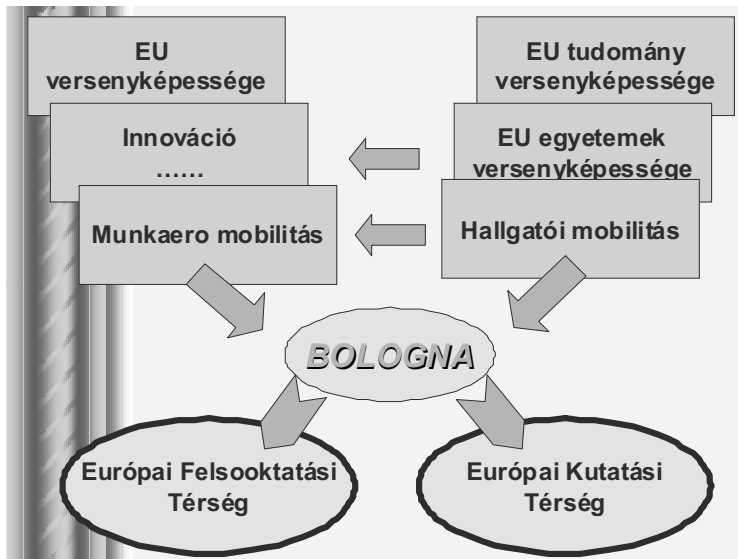 EU
versenyképessége
Innováció
……
Munkaero mobilitás
EU tudomány
versenyképessége
EU egyetemek
versenyképessége
Hallgatói mobilitás
BOLOGNA
Európai Felsooktatási
Térség
Európai Kutatási
Térség